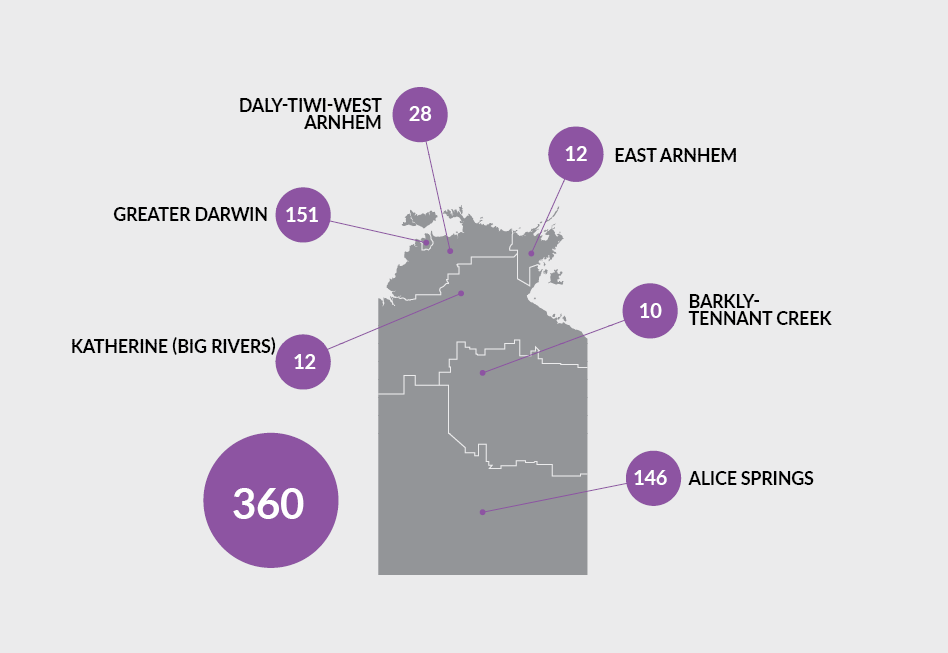 DALY-TIWI-WEST
ARNHEM
28
12
EAST ARNHEM
GREATER DARWIN
151
10
BARKLY-
TENNANT CREEK
KATHERINE (BIG RIVERS)
12
360
146
ALICE SPRINGS